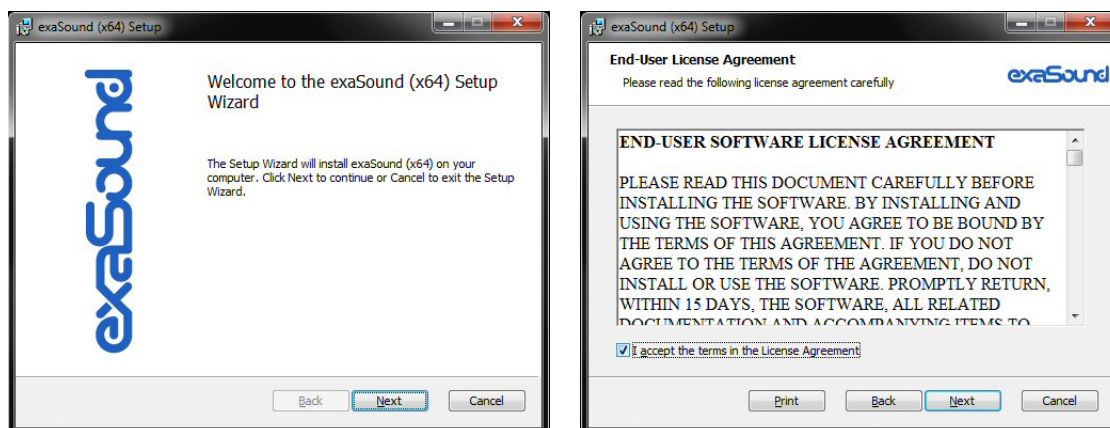 exaSound (x64) Setup
exaSound
Welcome to the exaSound (x64) Setup
Wizard
The Setup Wizard will install exaSound (x64) on your
computer. Click Next to continue or Cancel to exit the Setup
Wizard.
Back
Next
Cancel
exaSound (x64) Setup
End-User License Agreement
Please read the following license agreement carefully
exaSound
END-USER SOFTWARE LICENSE AGREEMENT
PLEASE READ THIS DOCUMENT CAREFULLY BEFORE
INSTALLING THE SOFTWARE. BY INSTALLING AND
USING THE SOFTWARE, YOU AGREE TO BE BOUND BY
THE TERMS OF THIS AGREEMENT. IF YOU DO NOT
AGREE TO THE TERMS OF THE AGREEMENT, DO NOT
INSTALL OR USE THE SOFTWARE. PROMPTLY RETURN,
WITHIN 15 DAYS, THE SOFTWARE, ALL RELATED
DOCUMENTATION AND ACCOMPANYING ITEMS TO
I accept the terms in the License Agreement
Print
Back
Next
Cancel